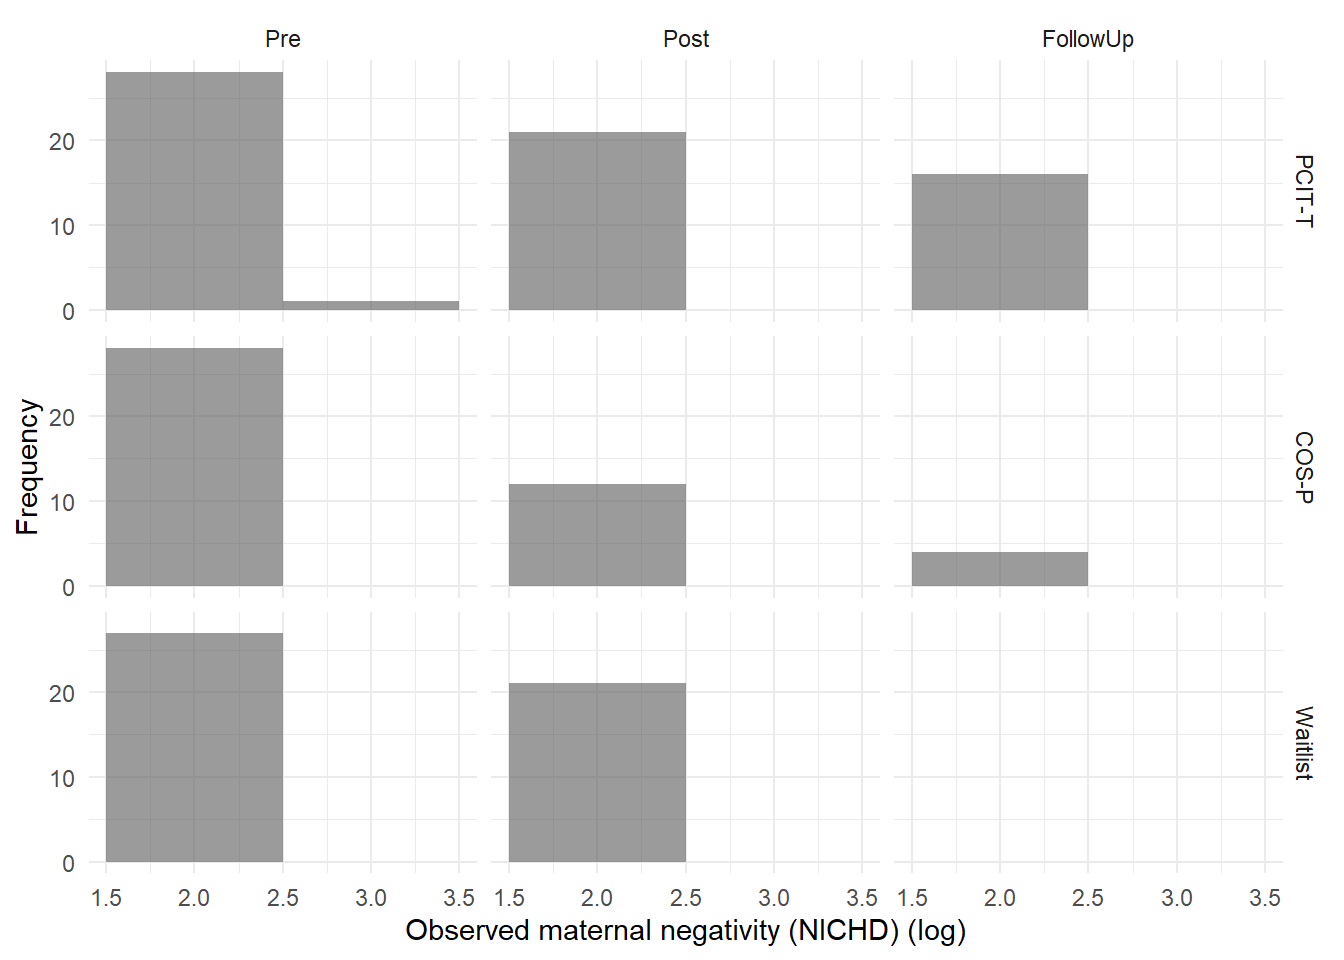 Pre Post FollowUp
20
10
0
PCIT-T
20
10
0
COS-P
20
10
0
Waitlist
Frequency
1.5 2.0 2.5 3.0 3.5 1.5 2.0 2.5 3.0 3.5 1.5 2.0 2.5 3.0 3.5
Observed maternal negativity (NICHD) (log)